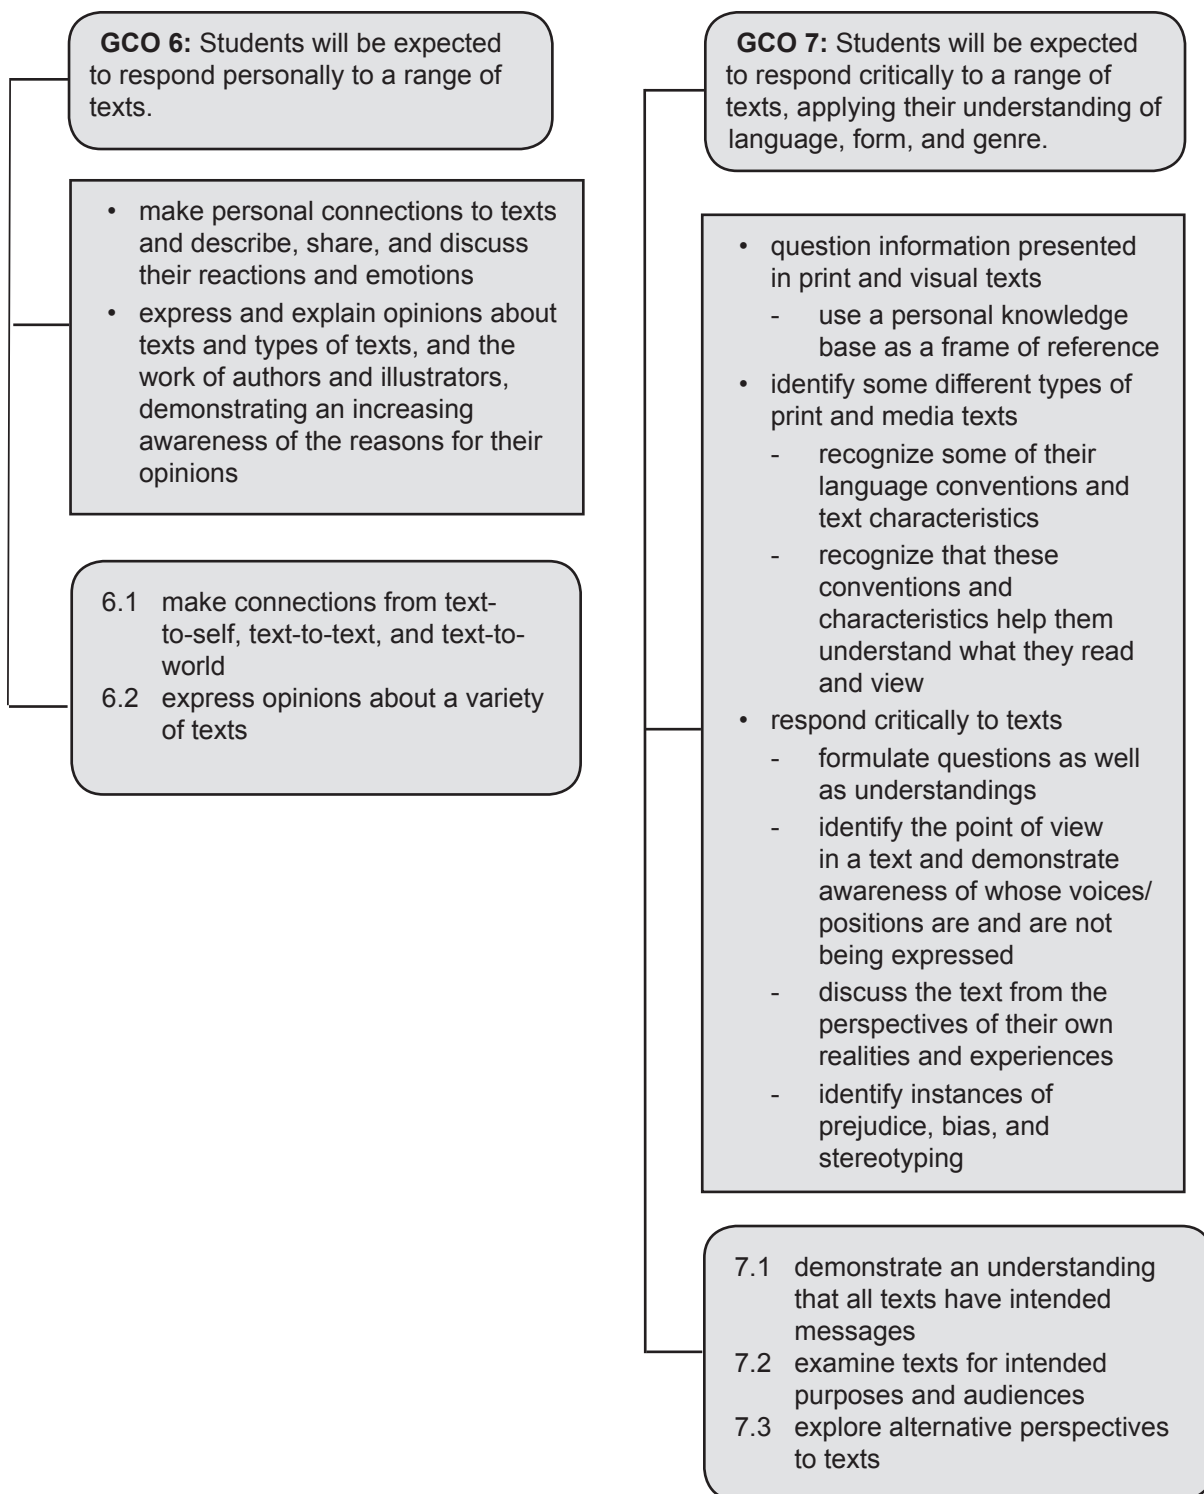 GCO 6: Students will be expected
to respond personally to a range of
texts.
• make personal connections to texts
and describe, share, and discuss
their reactions and emotions
• express and explain opinions about
texts and types of texts, and the
work of authors and illustrators,
demonstrating an increasing
awareness of the reasons for their
opinions
6.1 make connections from text-
to-self, text-to-text, and text-to-
world
6.2 express opinions about a variety
of texts
GCO 7: Students will be expected
to respond critically to a range of
texts, applying their understanding of
language, form, and genre.
• question information presented
in print and visual texts
- use a personal knowledge
base as a frame of reference
• identify some different types of
print and media texts
- recognize some of their
language conventions and
text characteristics
- recognize that these
conventions and
characteristics help them
understand what they read
and view
• respond critically to texts
- formulate questions as well
as understandings
- identify the point of view
in a text and demonstrate
awareness of whose voices/
positions are and are not
being expressed
- discuss the text from the
perspectives of their own
realities and experiences
- identify instances of
prejudice, bias, and
stereotyping
7.1 demonstrate an understanding
that all texts have intended
messages
7.2 examine texts for intended
purposes and audiences
7.3 explore alternative perspectives
to texts